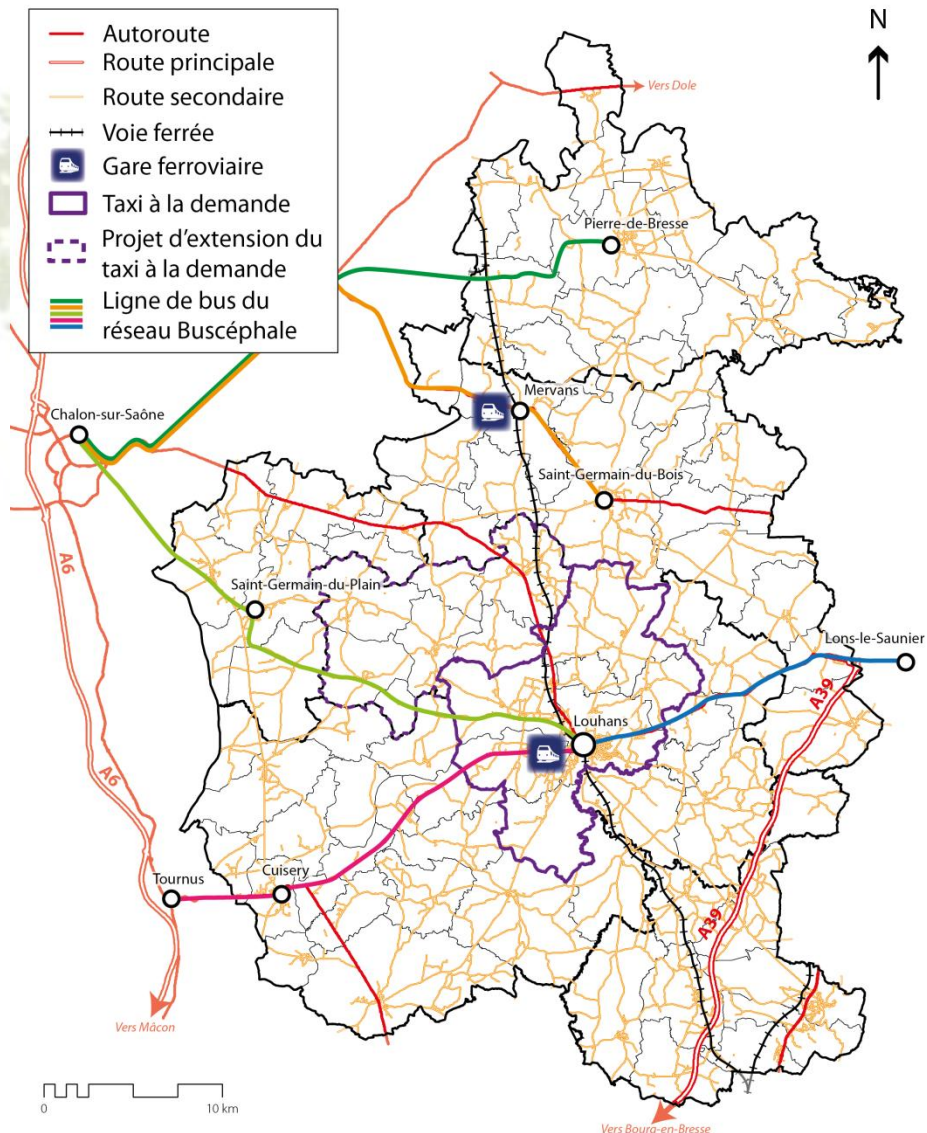 Autoroute
Route principale
Route secondaire
Voie ferrée
Gare ferroviaire
Taxi à la demande
Projet d'extension du
taxi à la demande
Ligne de bus du
réseau Buscéphale
N
Vers Dole
Pierre-de-Bresse
Mervans
Chalon-sur-Saône
Saint-Germain-du-Bois
A6
Saint-Germain-du-Plain
Lons-le-Saunier
A39
Louhans
A6
Tournus
Cuisery
A39
Vers Mâcon
0 10 km
Vers Bourg-en-Bresse